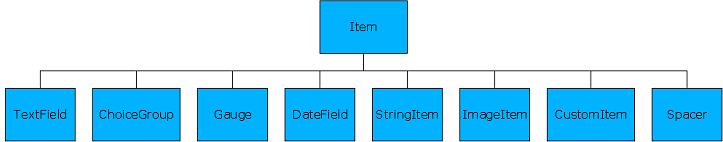 Item
TextField
ChoiceGroup
Gauge
DateField
StringItem
ImageItem
CustomItem
Spacer